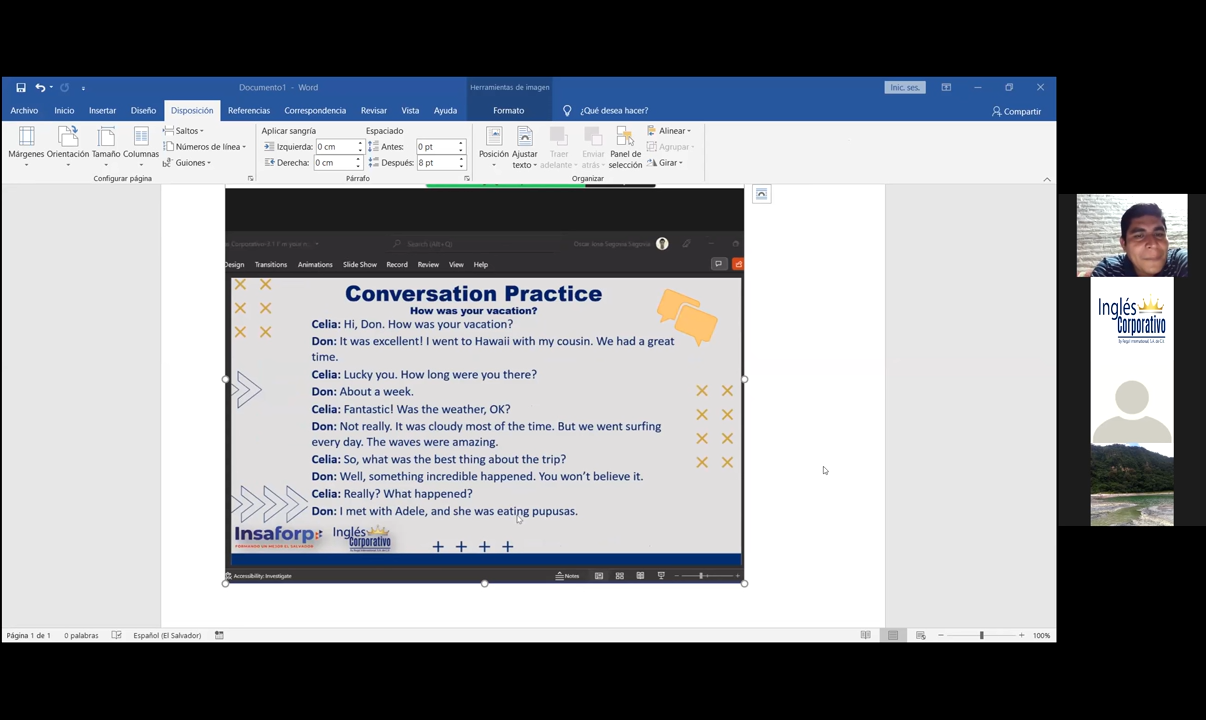 Documento1 - Word
Herramientas de imagen
Inic. ses.
Archivo Inicio Insertar Diseño Disposición Referencias Correspondencia Revisar Vista Ayuda Formato ¿Qué desea hacer? Compartir
Márgenes Orientación Tamaño Columnas
Saltos
Números de línea
Guiones
Configurar página
Aplicar sangría Espaciado
Izquierda: 0 cm Antes: 0 pt
Derecha: 0 cm Después: 8 pt
Párrafo
Posición Ajustar texto Traer adelante Enviar atrás Panel de selección
Alinear
Agrupar
Girar
Organizar
Search (Alt+Q)
Design Transitions Animations Slide Show Record Review View Help
Conversation Practice
How was your vacation?
Celia: Hi, Don. How was your vacation?
Don: It was excellent! I went to Hawaii with my cousin. We had a great
time.
Celia: Lucky you. How long were you there?
Don: About a week.
Celia: Fantastic! Was the weather, OK?
Don: Not really. It was cloudy most of the time. But we went surfing
every day. The waves were amazing.
Celia: So, what was the best thing about the trip?
Don: Well, something incredible happened. You won't believe it.
Celia: Really? What happened?
Don: I met with Adele, and she was eating pupusas.
Insaforp
Inglés
Corporativo
Accessibility: Investigate
Notes
Página 1 de 1 0 palabras Español (El Salvador) 100%
Inglés
Corporativo